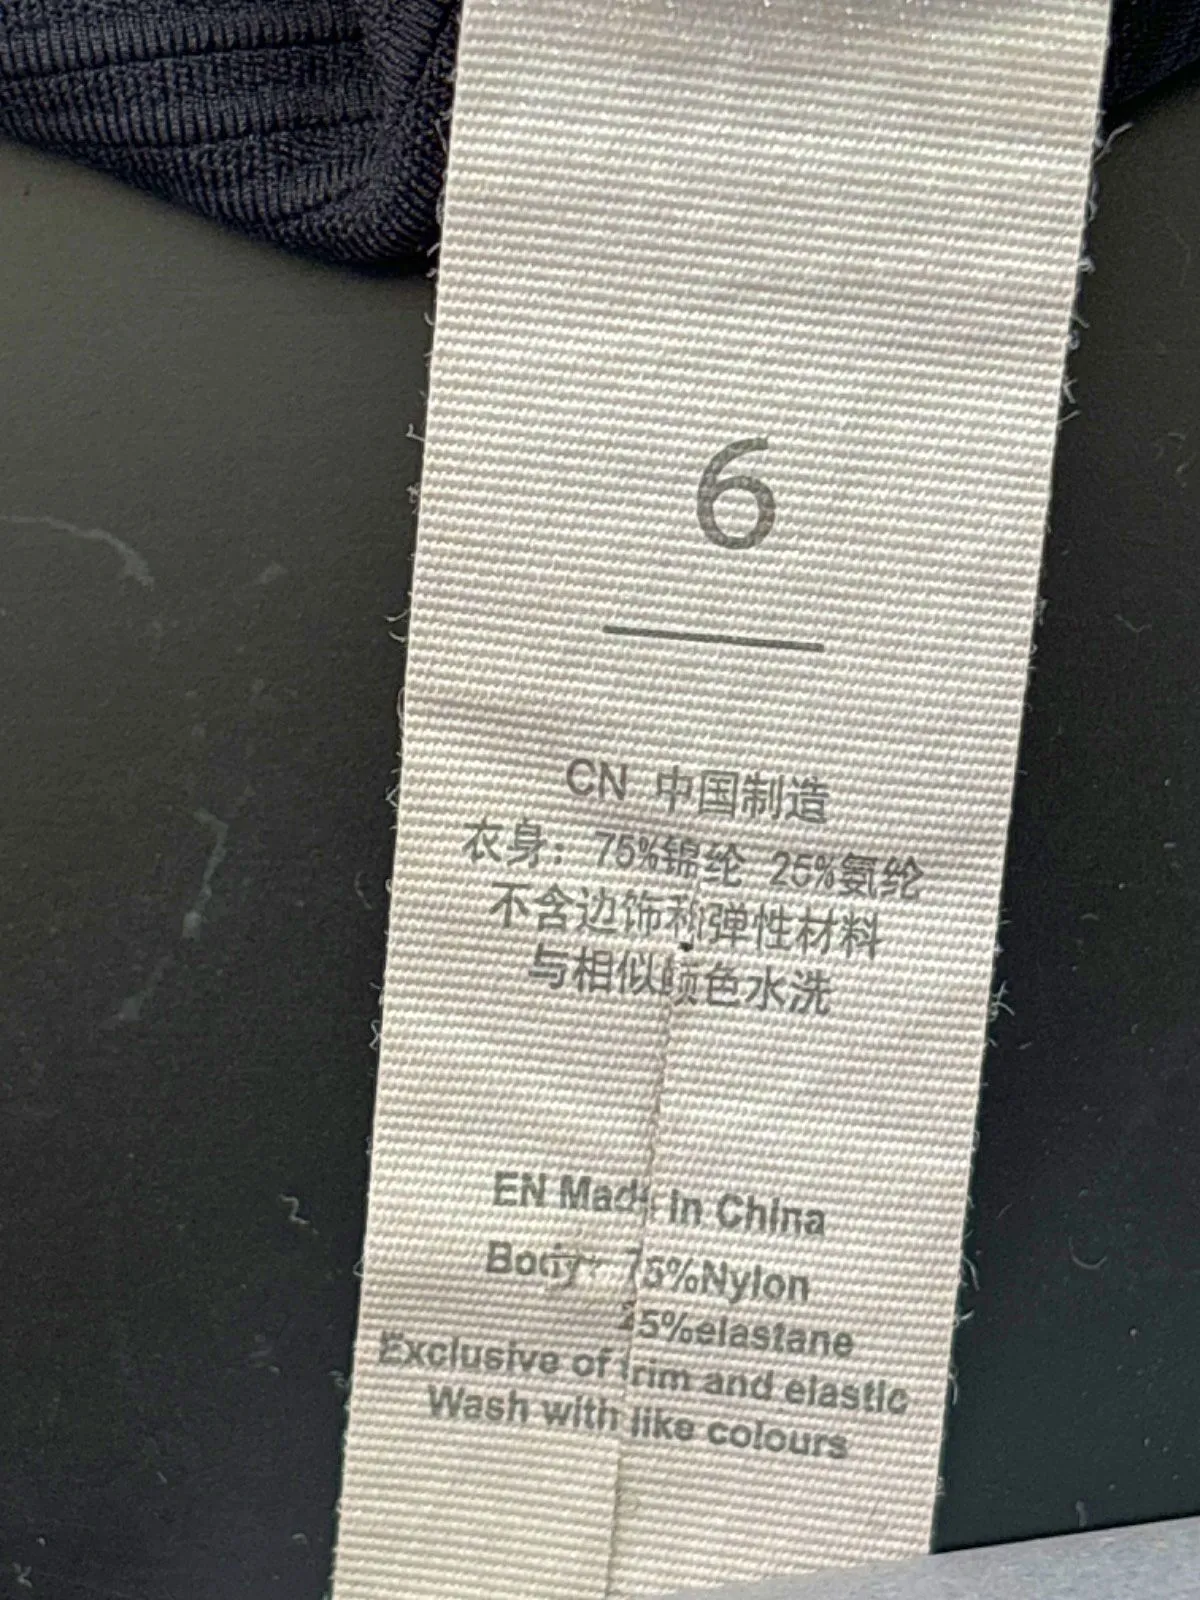 6
CN 中国制造
衣身：75%锦纶 25%氨纶
不含边饰和弹性材料
与相似颜色水洗
EN Made In China
Body: 75%Nylon
25%elastane
Exclusive of trim and elastic
Wash with like colours